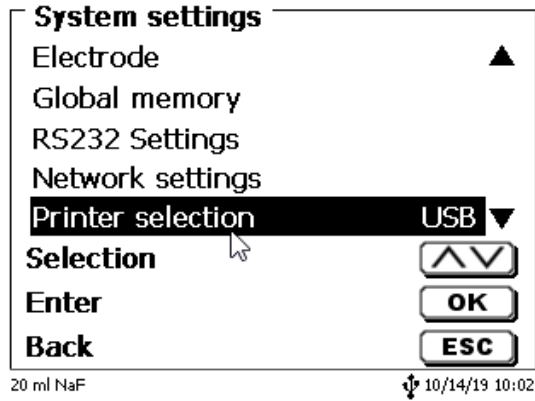 System settings
Electrode
Global memory
RS232 Settings
Network settings
Printer selection USB
Selection
Enter OK
Back ESC
20 ml NaF 10/14/19 10:02